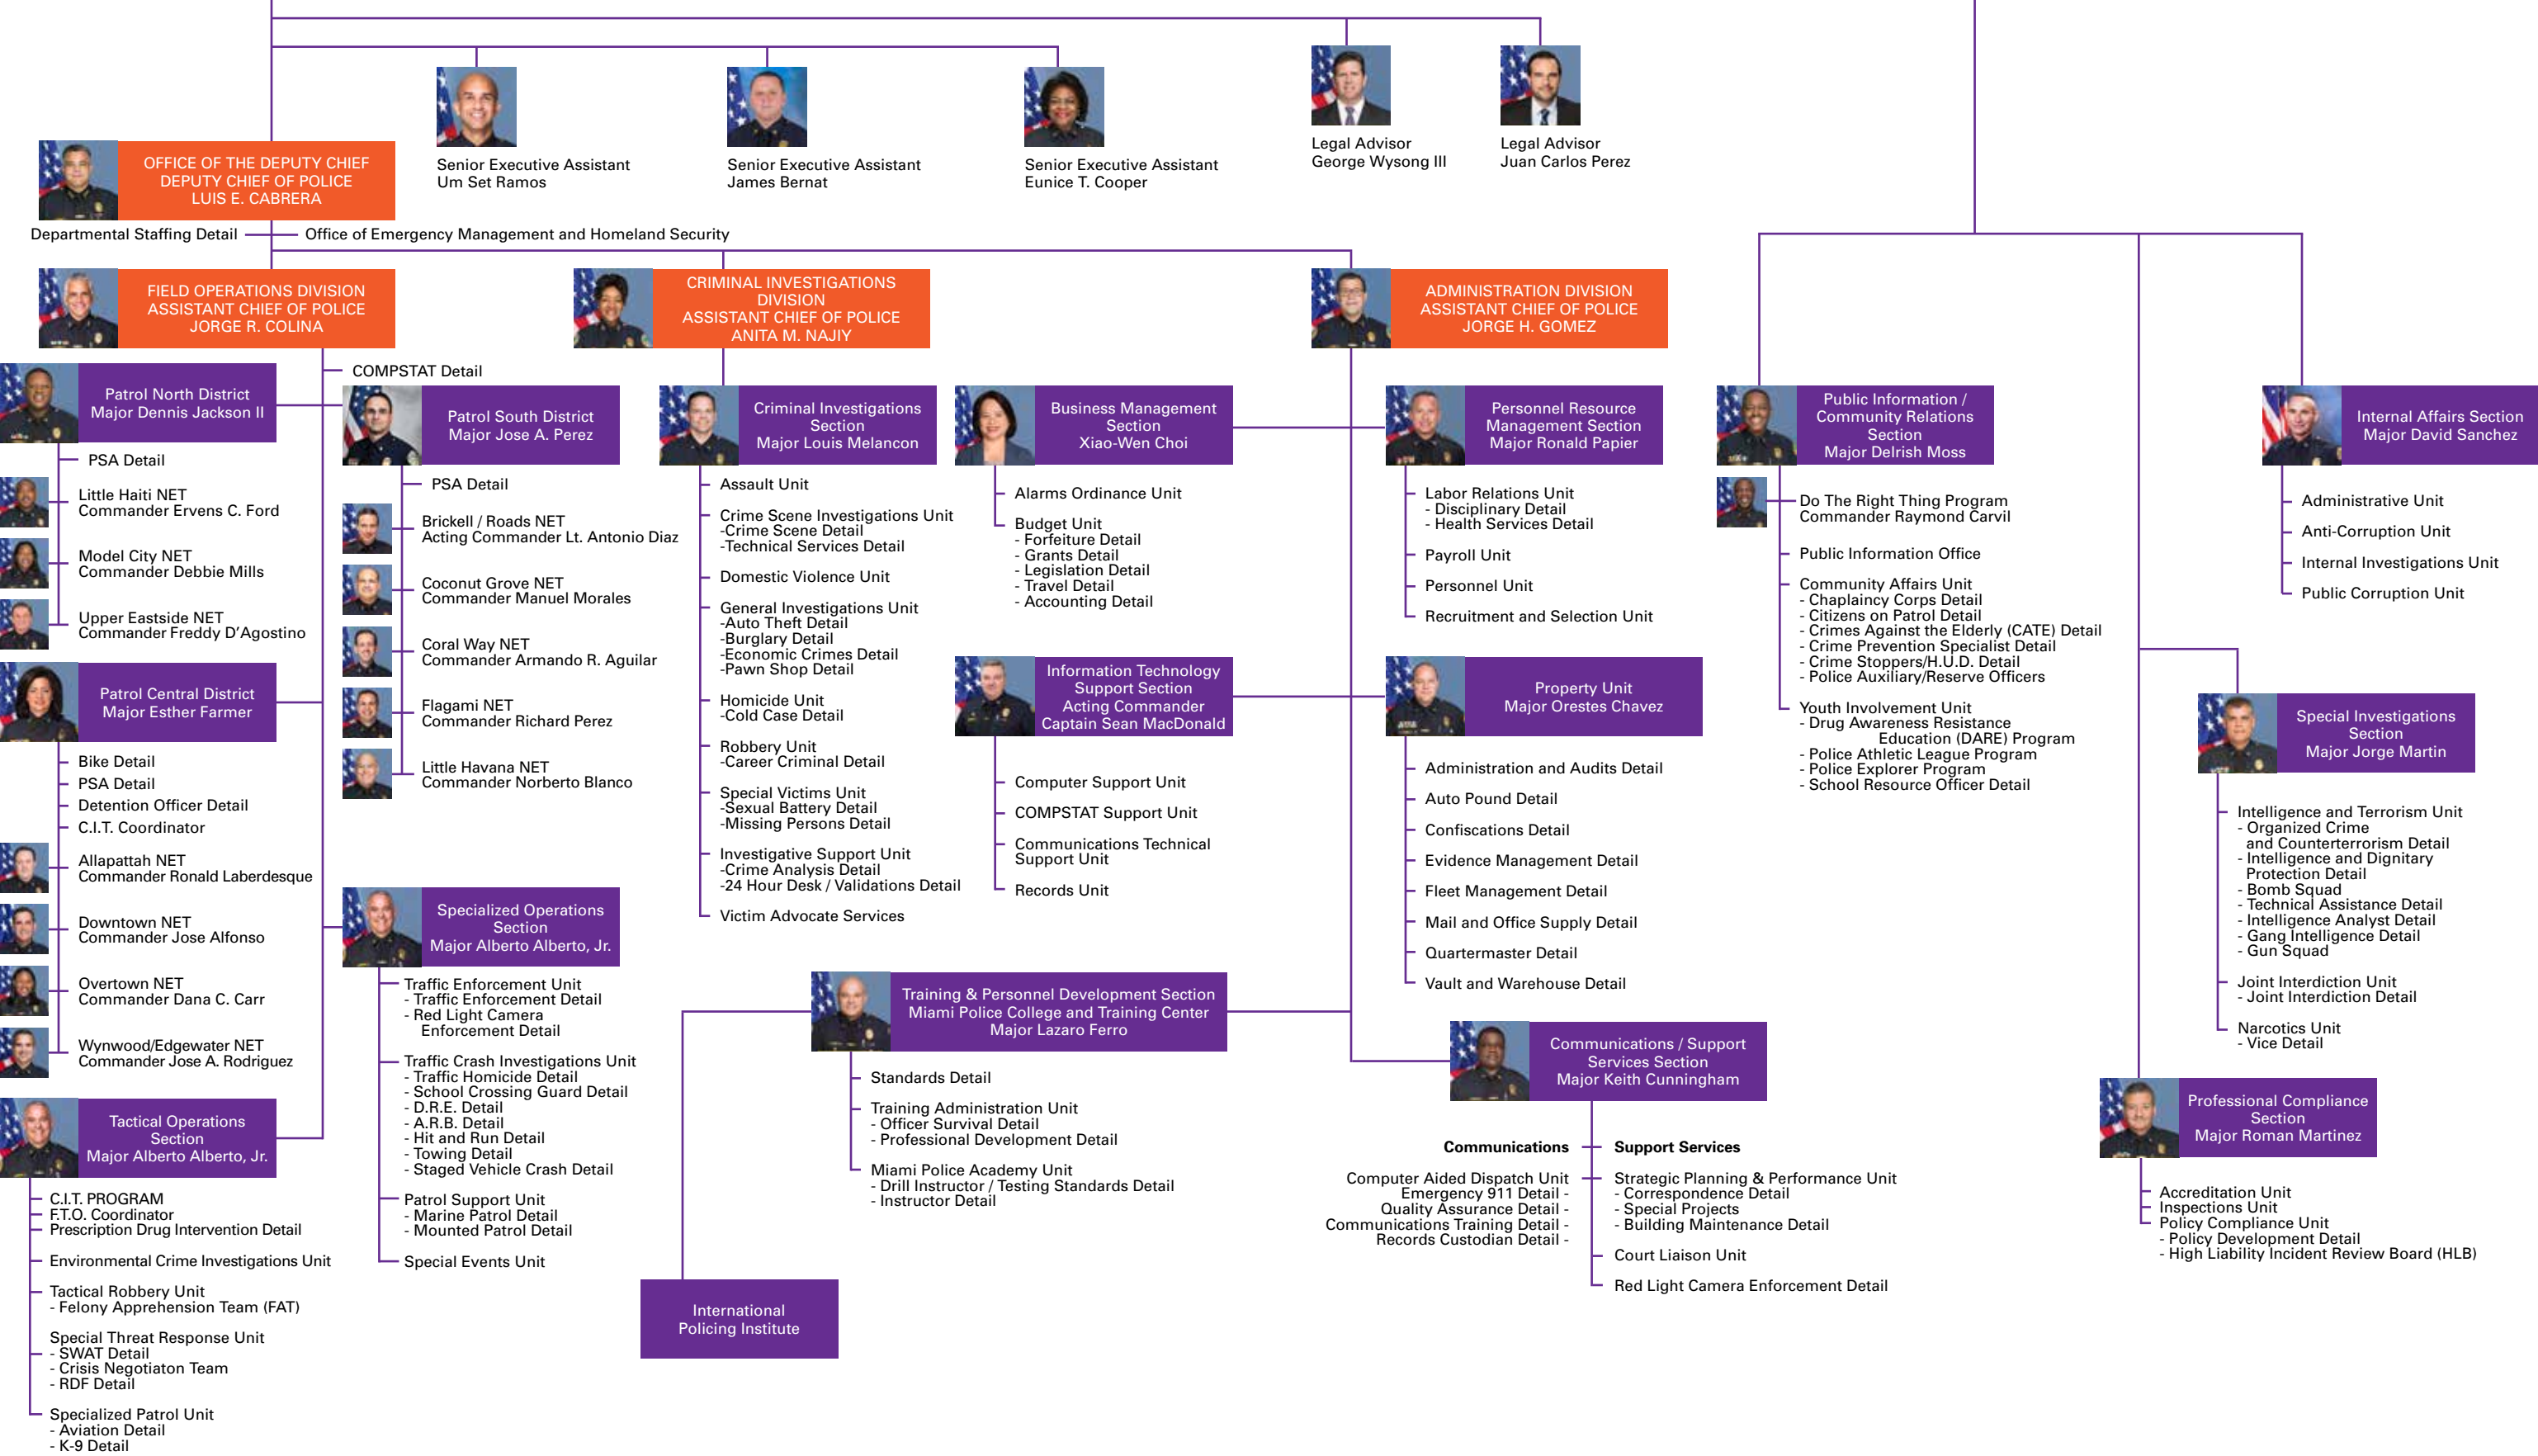 Senior Executive Assistant
Um Set Ramos
Senior Executive Assistant
James Bernat
Senior Executive Assistant
Eunice T. Cooper
Legal Advisor
George Wysong III
Legal Advisor
Juan Carlos Perez
OFFICE OF THE DEPUTY CHIEF
DEPUTY CHIEF OF POLICE
LUIS E. CABRERA
Departmental Staffing Detail
Office of Emergency Management and Homeland Security
FIELD OPERATIONS DIVISION
ASSISTANT CHIEF OF POLICE
JORGE R. COLINA
CRIMINAL INVESTIGATIONS
DIVISION
ASSISTANT CHIEF OF POLICE
ANITA M. NAJIY
ADMINISTRATION DIVISION
ASSISTANT CHIEF OF POLICE
JORGE H. GOMEZ
COMPSTAT Detail
Patrol North District
Major Dennis Jackson II
PSA Detail
Little Haiti NET
Commander Ervens C. Ford
Model City NET
Commander Debbie Mills
Upper Eastside NET
Commander Freddy D'Agostino
Patrol Central District
Major Esther Farmer
Bike Detail
PSA Detail
Detention Officer Detail
C.I.T. Coordinator
Allapattah NET
Commander Ronald Laberdesque
Downtown NET
Commander Jose Alfonso
Overtown NET
Commander Dana C. Carr
Wynwood/Edgewater NET
Commander Jose A. Rodriguez
Tactical Operations
Section
Major Alberto Alberto, Jr.
C.I.T. PROGRAM
F.T.O. Coordinator
Prescription Drug Intervention Detail
Environmental Crime Investigations Unit
Tactical Robbery Unit
- Felony Apprehension Team (FAT)
Special Threat Response Unit
- SWAT Detail
- Crisis Negotiaton Team
- RDF Detail
Specialized Patrol Unit
- Aviation Detail
- K-9 Detail
Patrol South District
Major Jose A. Perez
PSA Detail
Brickell / Roads NET
Acting Commander Lt. Antonio Diaz
Coconut Grove NET
Commander Manuel Morales
Coral Way NET
Commander Armando R. Aguilar
Flagami NET
Commander Richard Perez
Little Havana NET
Commander Norberto Blanco
Specialized Operations
Section
Major Alberto Alberto, Jr.
Traffic Enforcement Unit
- Traffic Enforcement Detail
- Red Light Camera
Enforcement Detail
Traffic Crash Investigations Unit
- Traffic Homicide Detail
- School Crossing Guard Detail
- D.R.E. Detail
- A.R.B. Detail
- Hit and Run Detail
- Towing Detail
- Staged Vehicle Crash Detail
Patrol Support Unit
- Marine Patrol Detail
- Mounted Patrol Detail
Special Events Unit
Criminal Investigations
Section
Major Louis Melancon
Assault Unit
Crime Scene Investigations Unit
-Crime Scene Detail
-Technical Services Detail
Domestic Violence Unit
General Investigations Unit
-Auto Theft Detail
-Burglary Detail
-Economic Crimes Detail
-Pawn Shop Detail
Homicide Unit
-Cold Case Detail
Robbery Unit
-Career Criminal Detail
Special Victims Unit
-Sexual Battery Detail
-Missing Persons Detail
Investigative Support Unit
-Crime Analysis Detail
-24 Hour Desk / Validations Detail
Victim Advocate Services
Business Management
Section
Xiao-Wen Choi
Alarms Ordinance Unit
Budget Unit
- Forfeiture Detail
- Grants Detail
- Legislation Detail
- Travel Detail
- Accounting Detail
Information Technology
Support Section
Acting Commander
Captain Sean MacDonald
Computer Support Unit
COMPSTAT Support Unit
Communications Technical
Support Unit
Records Unit
Personnel Resource
Management Section
Major Ronald Papier
Labor Relations Unit
- Disciplinary Detail
- Health Services Detail
Payroll Unit
Personnel Unit
Recruitment and Selection Unit
Property Unit
Major Orestes Chavez
Administration and Audits Detail
Auto Pound Detail
Confiscations Detail
Evidence Management Detail
Fleet Management Detail
Mail and Office Supply Detail
Quartermaster Detail
Vault and Warehouse Detail
Training & Personnel Development Section
Miami Police College and Training Center
Major Lazaro Ferro
Standards Detail
Training Administration Unit
- Officer Survival Detail
- Professional Development Detail
Miami Police Academy Unit
- Drill Instructor / Testing Standards Detail
- Instructor Detail
International
Policing Institute
Communications / Support
Services Section
Major Keith Cunningham
Communications
Computer Aided Dispatch Unit
Emergency 911 Detail -
Quality Assurance Detail -
Communications Training Detail -
Records Custodian Detail -
Support Services
Strategic Planning & Performance Unit
- Correspondence Detail
- Special Projects
- Building Maintenance Detail
Court Liaison Unit
Red Light Camera Enforcement Detail
Public Information /
Community Relations
Section
Major Delrish Moss
Do The Right Thing Program
Commander Raymond Carvil
Public Information Office
Community Affairs Unit
- Chaplaincy Corps Detail
- Citizens on Patrol Detail
- Crimes Against the Elderly (CATE) Detail
- Crime Prevention Specialist Detail
- Crime Stoppers/H.U.D. Detail
- Police Auxiliary/Reserve Officers
Youth Involvement Unit
- Drug Awareness Resistance
Education (DARE) Program
- Police Athletic League Program
- Police Explorer Program
- School Resource Officer Detail
Internal Affairs Section
Major David Sanchez
Administrative Unit
Anti-Corruption Unit
Internal Investigations Unit
Public Corruption Unit
Special Investigations
Section
Major Jorge Martin
Intelligence and Terrorism Unit
- Organized Crime
and Counterterrorism Detail
- Intelligence and Dignitary
Protection Detail
- Bomb Squad
- Technical Assistance Detail
- Intelligence Analyst Detail
- Gang Intelligence Detail
- Gun Squad
Joint Interdiction Unit
- Joint Interdiction Detail
Narcotics Unit
- Vice Detail
Professional Compliance
Section
Major Roman Martinez
Accreditation Unit
Inspections Unit
Policy Compliance Unit
- Policy Development Detail
- High Liability Incident Review Board (HLB)